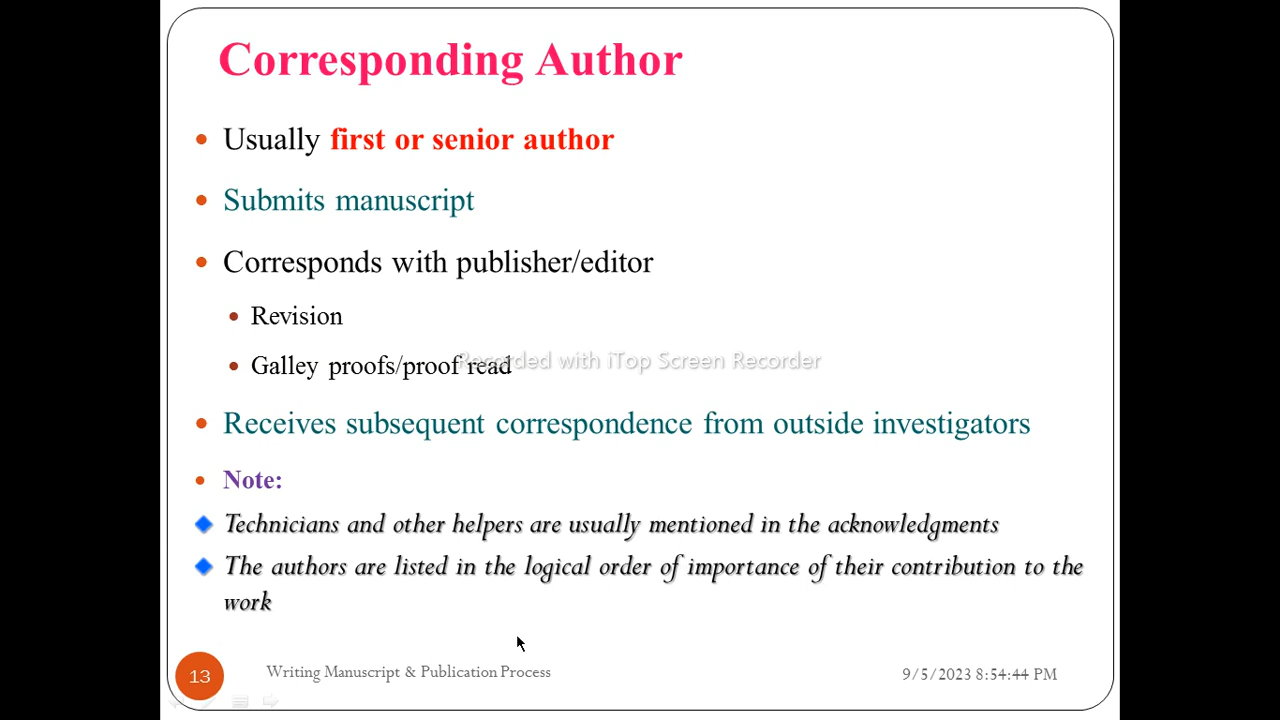 Corresponding Author
Usually first or senior author
Submits manuscript
Corresponds with publisher/editor
Revision
Galley proofs/proof read
Recorded with iTop Screen Recorder
Receives subsequent correspondence from outside investigators
Note:
Technicians and other helpers are usually mentioned in the acknowledgments
The authors are listed in the logical order of importance of their contribution to the
work
13
Writing Manuscript & Publication Process
9/5/2023 8:54:44 PM